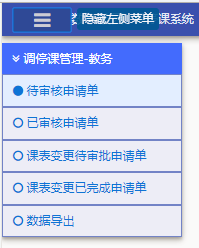 隐藏左侧菜单 课系统
调停课管理-教务
待审核申请单
已审核申请单
课表变更待审批申请单
课表变更已完成申请单
数据导出